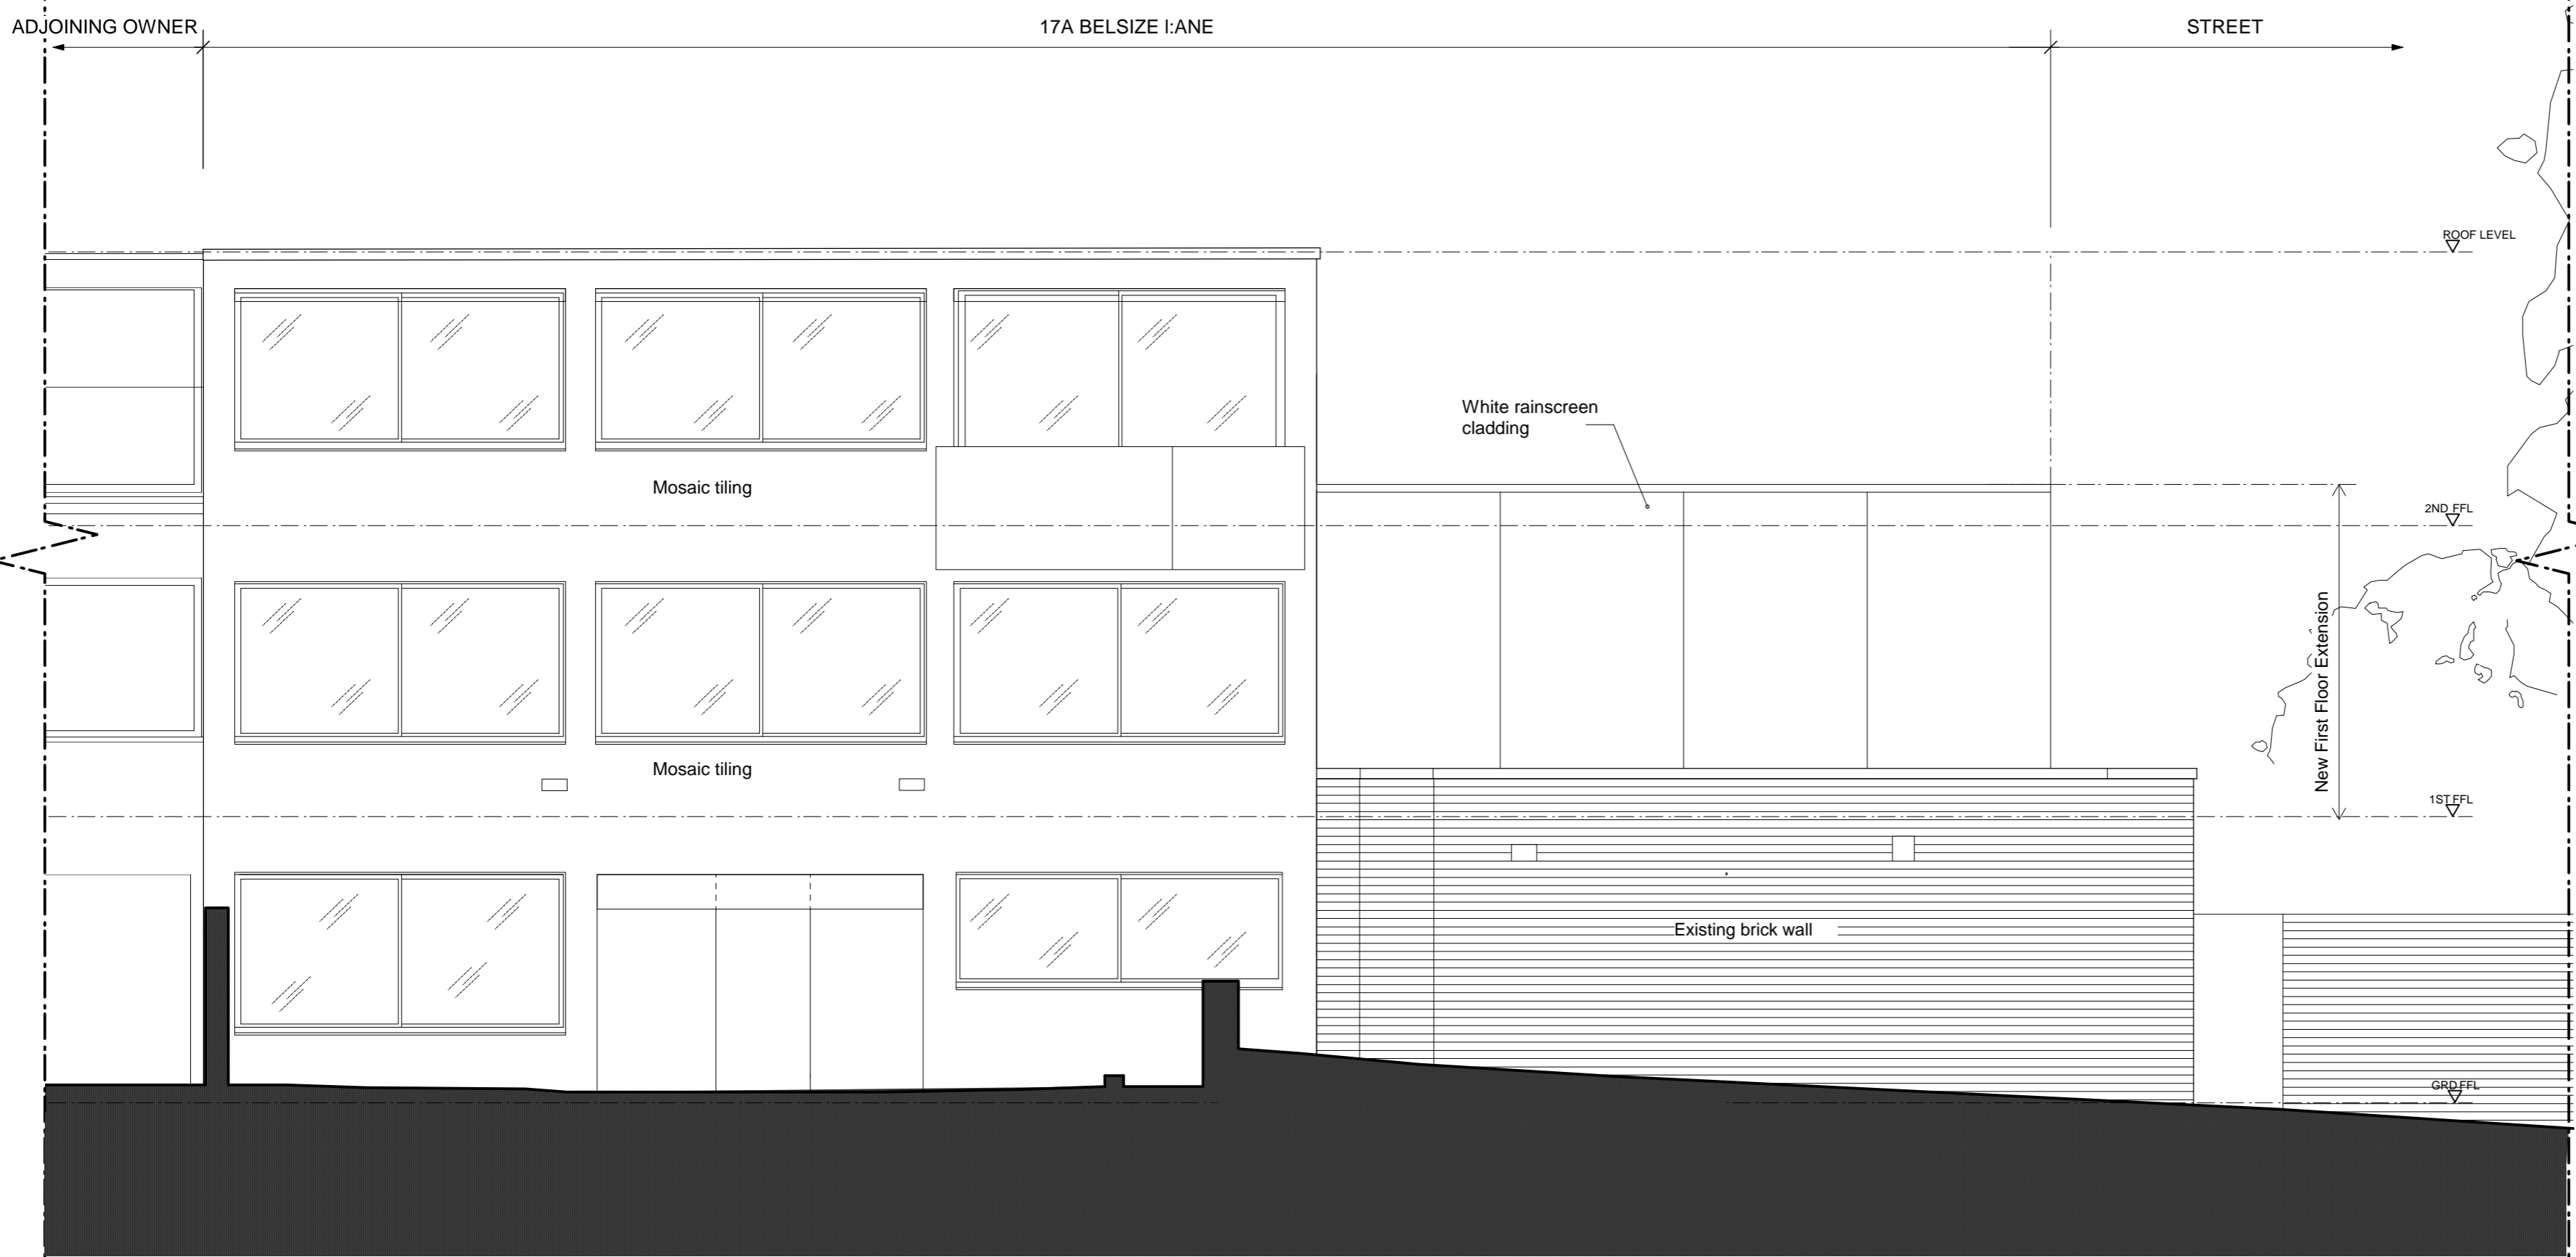 ADJOINING OWNER
17A BELSIZE l:ANE
STREET
ROOF LEVEL
White rainscreen
cladding
Mosaic tiling
2ND FFL
New First Floor Extension
Mosaic tiling
1ST FFL
Existing brick wall
GRD FFL